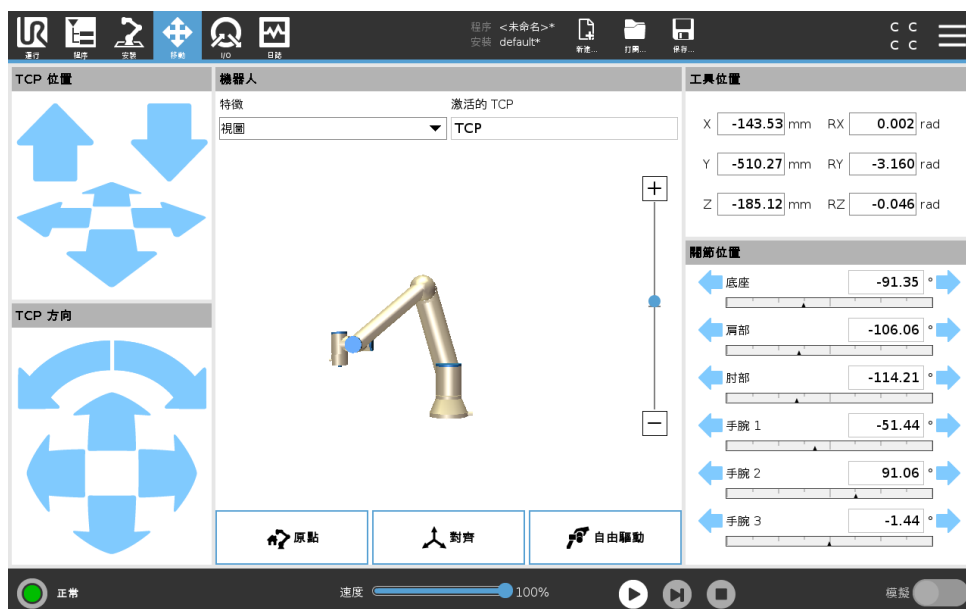 程序 <未命名>*
安裝 default*
運行
程序
安裝
移動
I/O
日誌
新建...
打開...
保存...
C C
C C
TCP 位置
機器人
工具位置
特徵
激活的 TCP
視圖
TCP
X -143.53 mm RX 0.002 rad
Y -510.27 mm RY -3.160 rad
Z -185.12 mm RZ -0.046 rad
關節位置
底座 -91.35 °
肩部 -106.06 °
肘部 -114.21 °
手腕 1 -51.44 °
手腕 2 91.06 °
手腕 3 -1.44 °
TCP 方向
原點
對齊
自由驅動
正常
速度 100%
模擬